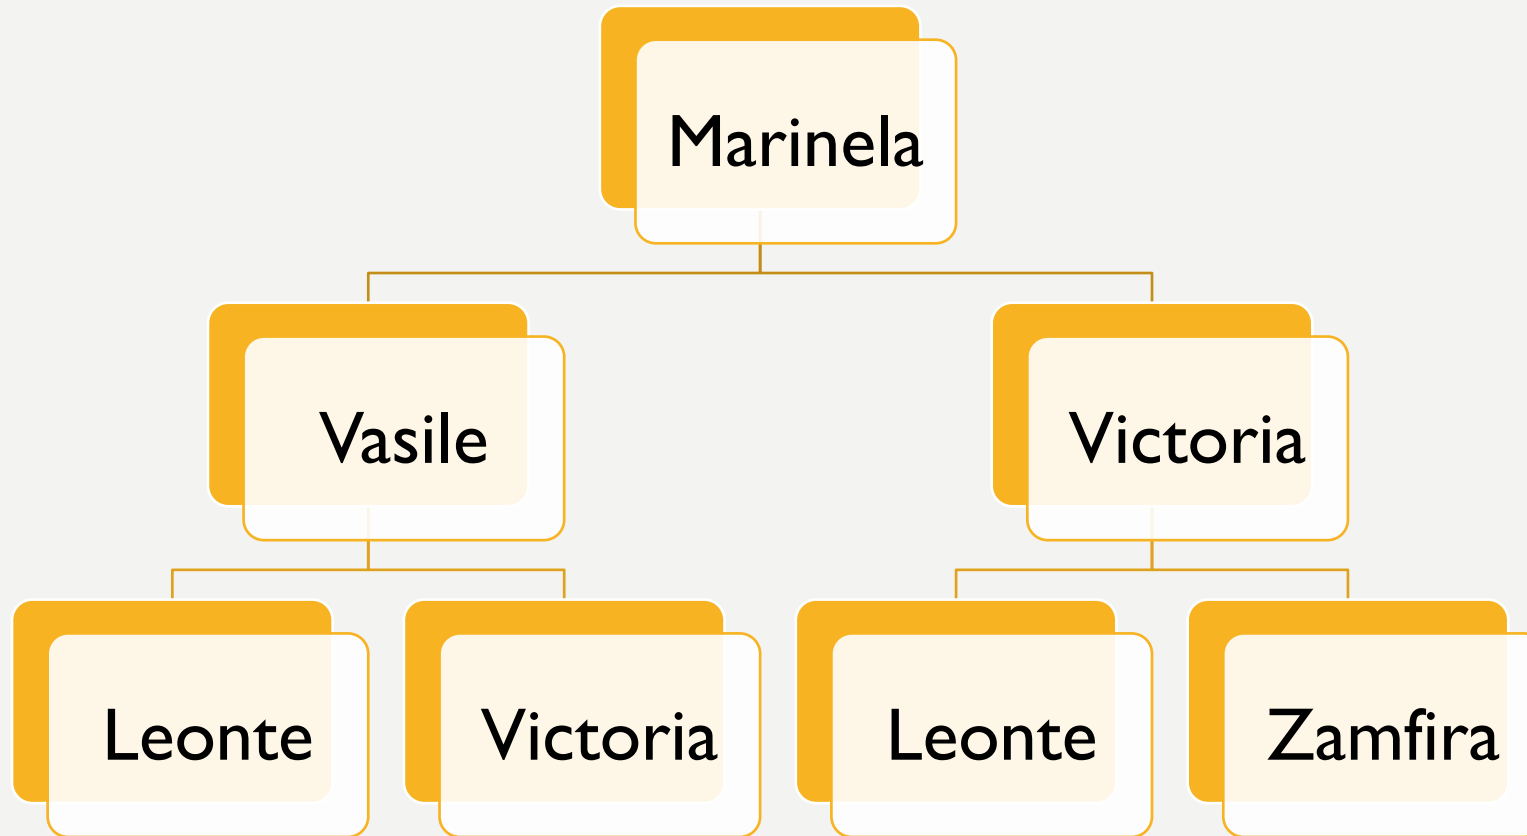 Marinela
Vasile
Victoria
Leonte
Victoria
Leonte
Zamfira